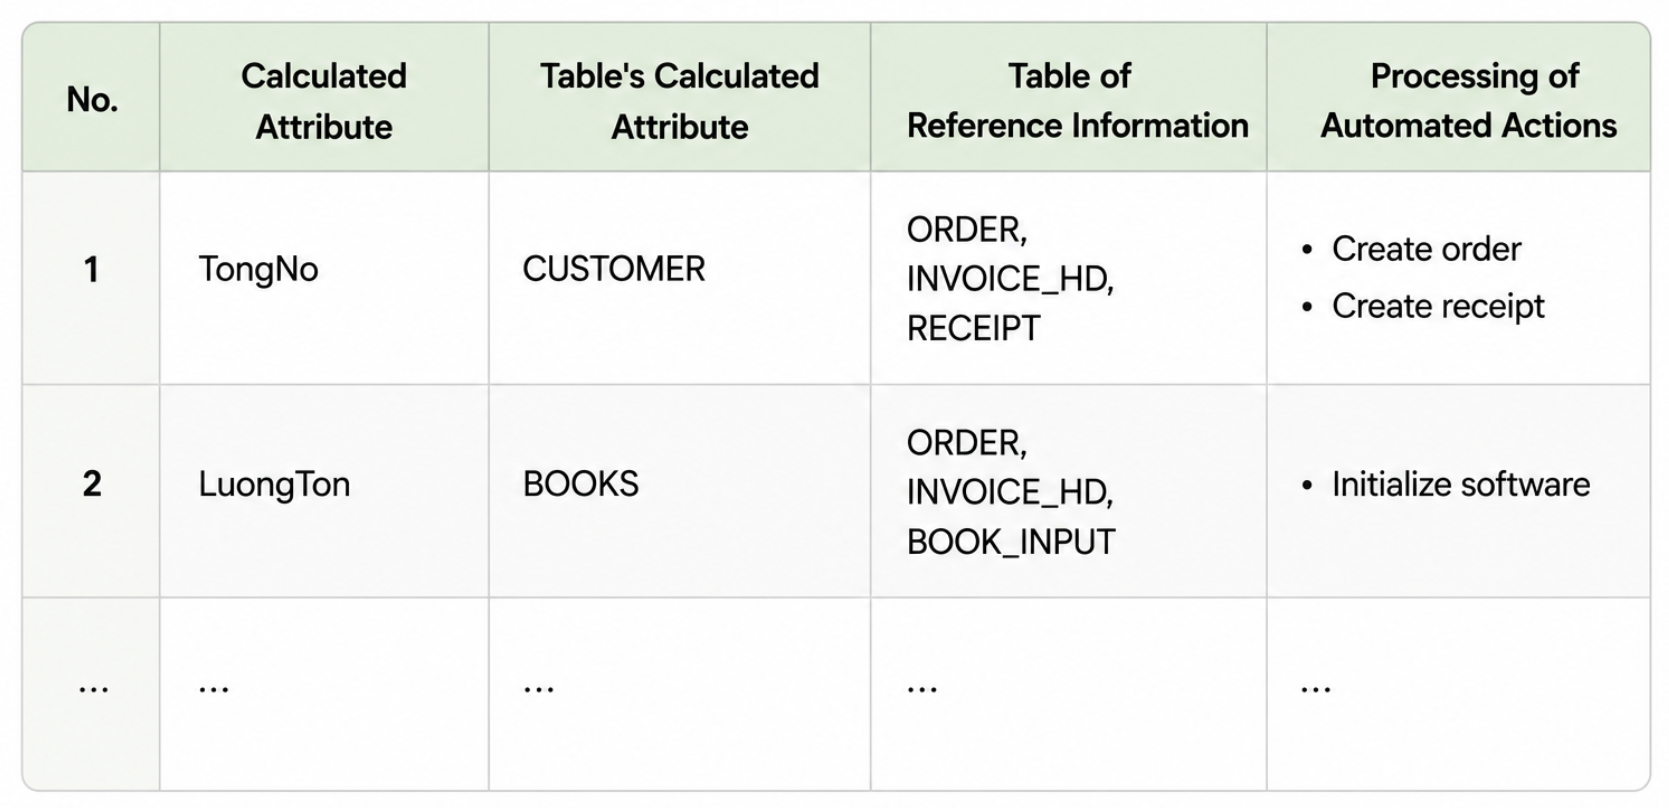 No.
Calculated
Attribute
Table's Calculated
Attribute
Table of
Reference Information
Processing of
Automated Actions
1
TongNo
CUSTOMER
ORDER,
INVOICE_HD,
RECEIPT
• Create order
• Create receipt
2
LuongTon
BOOKS
ORDER,
INVOICE_HD,
BOOK_INPUT
• Initialize software
...
...
...
...
...